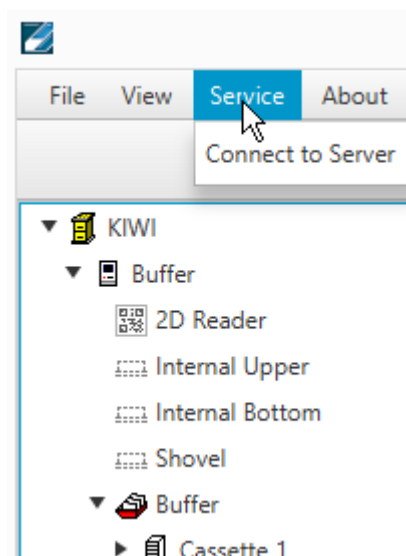 File View Service About
Connect to Server
KIWI
Buffer
2D Reader
Internal Upper
Internal Bottom
Shovel
Buffer
Cassette 1